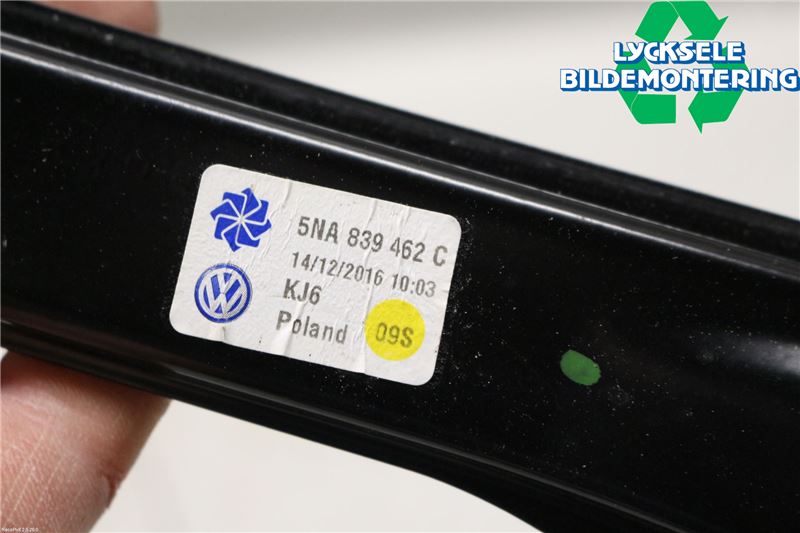 LYCKSELE
BILDEMONTERING
5NA 839 462 C
14/12/2016 10:03
KJ6
Poland 09S